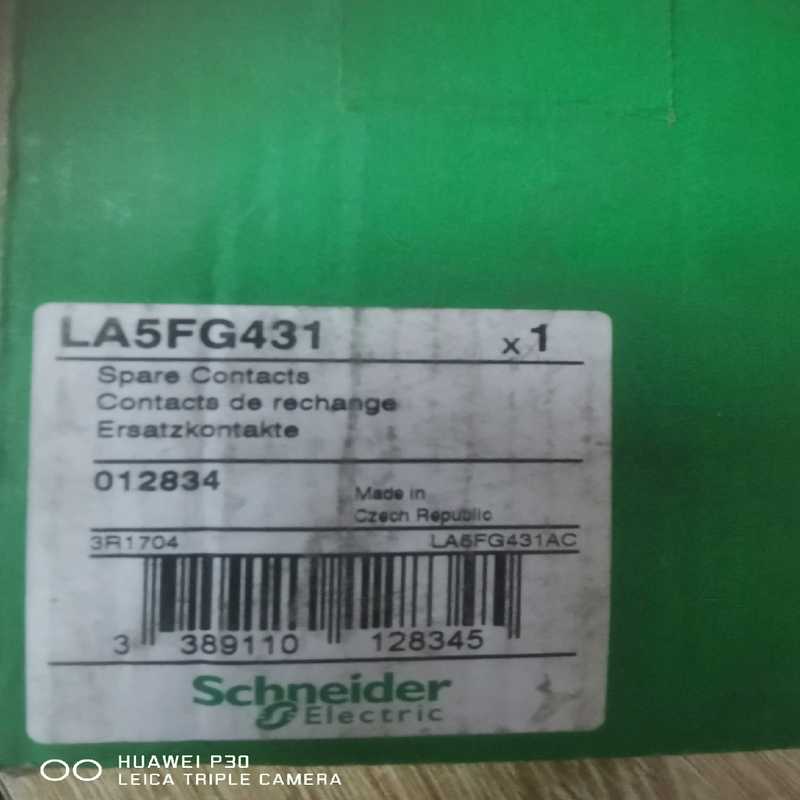 LA5FG431 x 1
Spare Contacts
Contacts de rechange
Ersatzkontakte
012834
Made in
Czech Republic
3R1704 LA5FG431AC
3 389110 128345
Schneider
Electric
HUAWEI P30
LEICA TRIPLE CAMERA